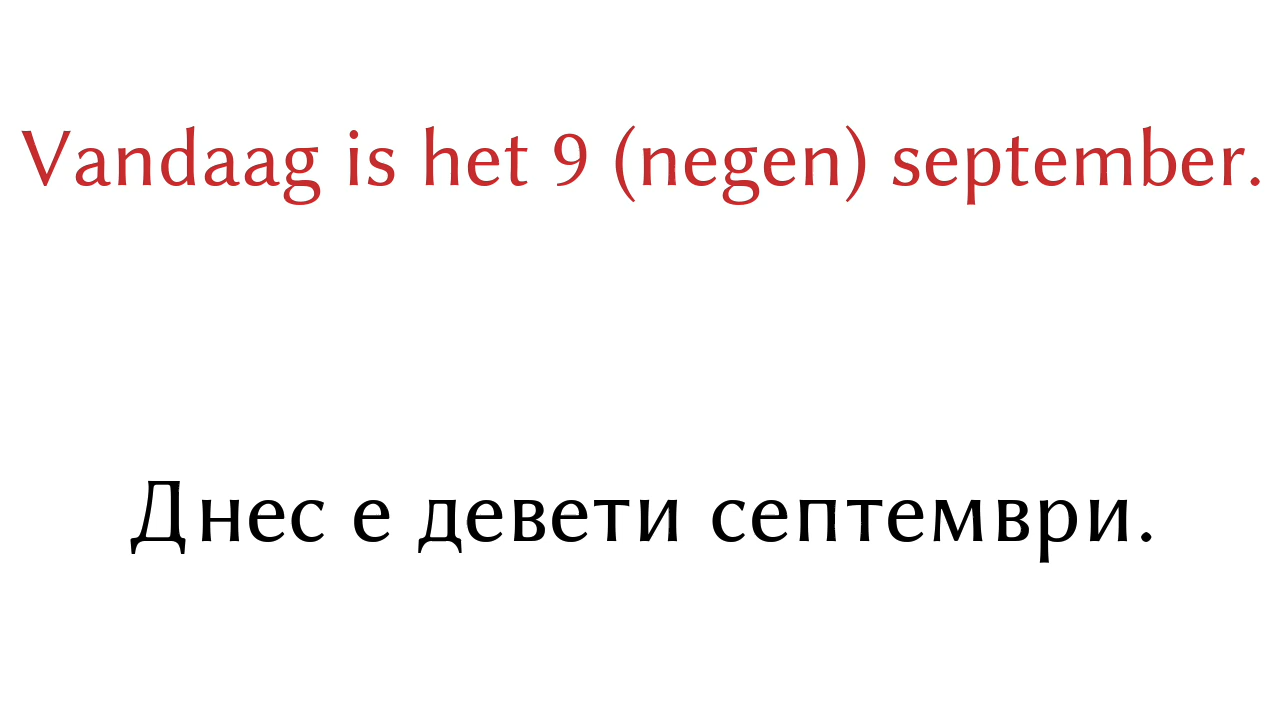 Vandaag is het 9 (negen) september.
Днес е девети септември.